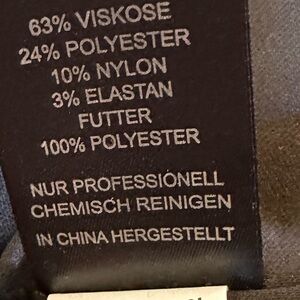 63% VISKOSE
24% POLYESTER
10% NYLON
3% ELASTAN
FUTTER
100% POLYESTER
NUR PROFESSIONELL
CHEMISCH REINIGEN
IN CHINA HERGESTELLT